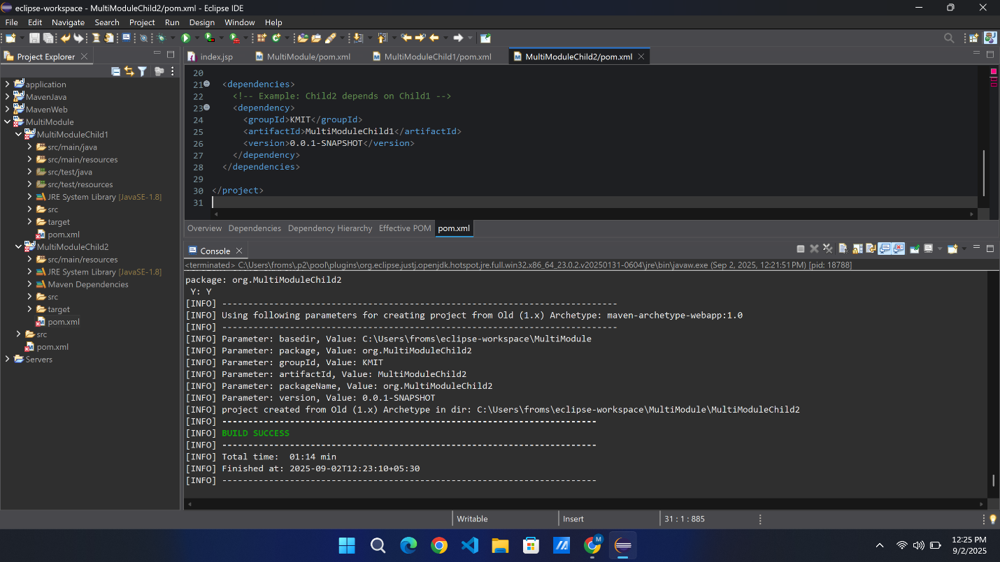 eclipse-workspace - MultiModuleChild2/pom.xml - Eclipse IDE
File Edit Navigate Search Project Run Design Window Help
Project Explorer
application
MavenJava
MavenWeb
MultiModule
MultiModuleChild1
src/main/java
src/main/resources
src/test/java
src/test/resources
JRE System Library [JavaSE-1.8]
src
target
pom.xml
MultiModuleChild2
src/main/resources
JRE System Library [JavaSE-1.8]
Maven Dependencies
src
target
pom.xml
src
pom.xml
Servers
index.jsp MultiModule/pom.xml MultiModuleChild1/pom.xml MultiModuleChild2/pom.xml
20
21 <dependencies>
22 <!-- Example: Child2 depends on Child1 -->
23 <dependency>
24 <groupId>KMIT</groupId>
25 <artifactId>MultiModuleChild1</artifactId>
26 <version>0.0.1-SNAPSHOT</version>
27 </dependency>
28 </dependencies>
29
30 </project>
31
Overview Dependencies Dependency Hierarchy Effective POM pom.xml
Console
<terminated> C:\Users\froms\.p2\pool\plugins\org.eclipse.justj.openjdk.hotspot.jre.full.win32.x86_64_23.0.2.v20250131-0604\jre\bin\javaw.exe (Sep 2, 2025, 12:21:51 PM) [pid: 18788]
package: org.MultiModuleChild2
Y: Y
[INFO] ----------------------------------------------------------------------------
[INFO] Using following parameters for creating project from Old (1.x) Archetype: maven-archetype-webapp:1.0
[INFO] ----------------------------------------------------------------------------
[INFO] Parameter: basedir, Value: C:\Users\froms\eclipse-workspace\MultiModule
[INFO] Parameter: package, Value: org.MultiModuleChild2
[INFO] Parameter: groupId, Value: KMIT
[INFO] Parameter: artifactId, Value: MultiModuleChild2
[INFO] Parameter: packageName, Value: org.MultiModuleChild2
[INFO] Parameter: version, Value: 0.0.1-SNAPSHOT
[INFO] project created from Old (1.x) Archetype in dir: C:\Users\froms\eclipse-workspace\MultiModule\MultiModuleChild2
[INFO] ------------------------------------------------------------------------
[INFO] BUILD SUCCESS
[INFO] ------------------------------------------------------------------------
[INFO] Total time:  01:14 min
[INFO] Finished at: 2025-09-02T12:23:10+05:30
[INFO] ------------------------------------------------------------------------
Writable Insert 31 : 1 : 885
12:25 PM
9/2/2025